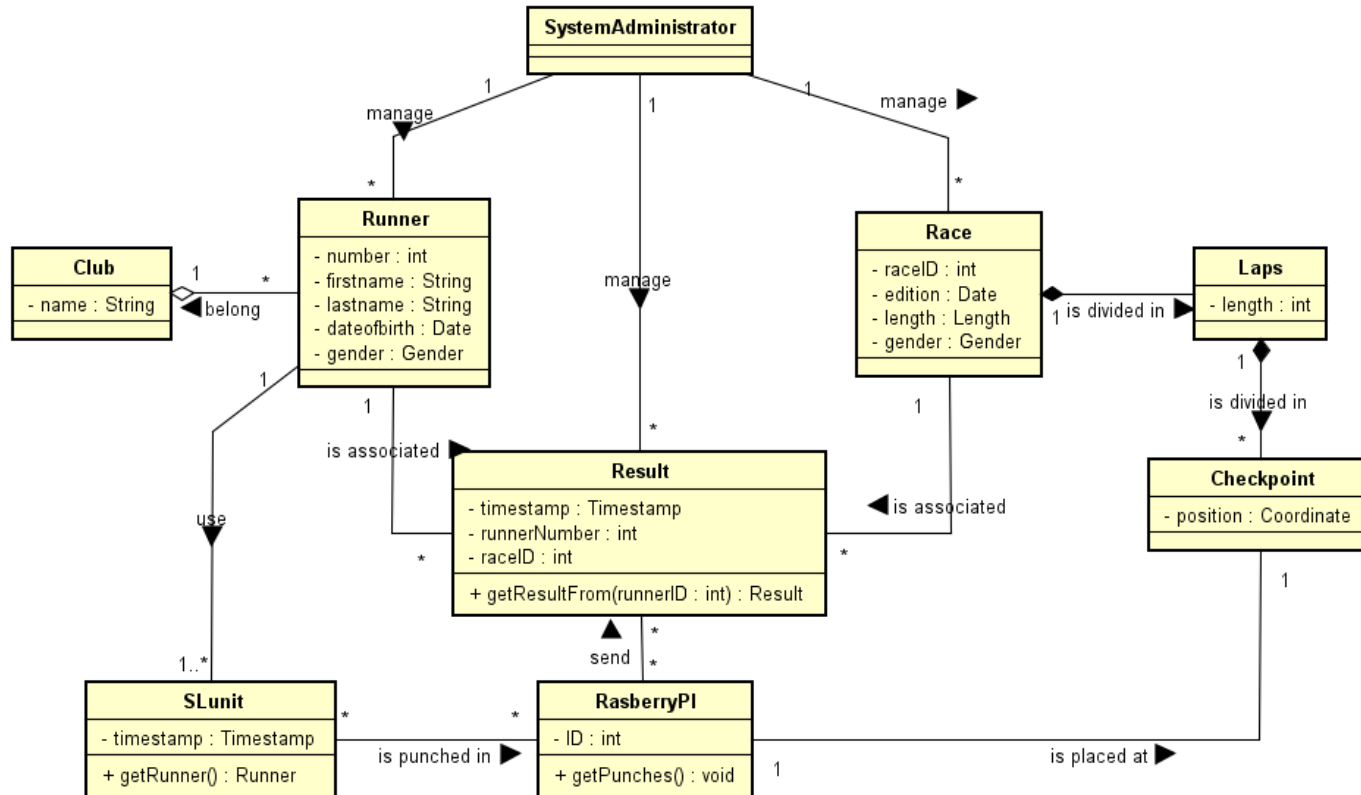 SystemAdministrator
1
1
1
manage
manage
*
*
Runner
- number : int
- firstname : String
- lastname : String
- dateofbirth : Date
- gender : Gender
Race
- raceID : int
- edition : Date
- length : Length
- gender : Gender
Club
- name : String
1
*
belong
manage
1
is divided in
Laps
- length : int
1
is divided in
*
1
1
1
is associated
*
Result
- timestamp : Timestamp
- runnerNumber : int
- raceID : int
+ getResultFrom(runnerID : int) : Result
is associated
*
*
Checkpoint
- position : Coordinate
1
use
1..*
*
send
*
SLunit
- timestamp : Timestamp
+ getRunner() : Runner
*
*
is punched in
RasberryPI
- ID : int
+ getPunches() : void
1
is placed at